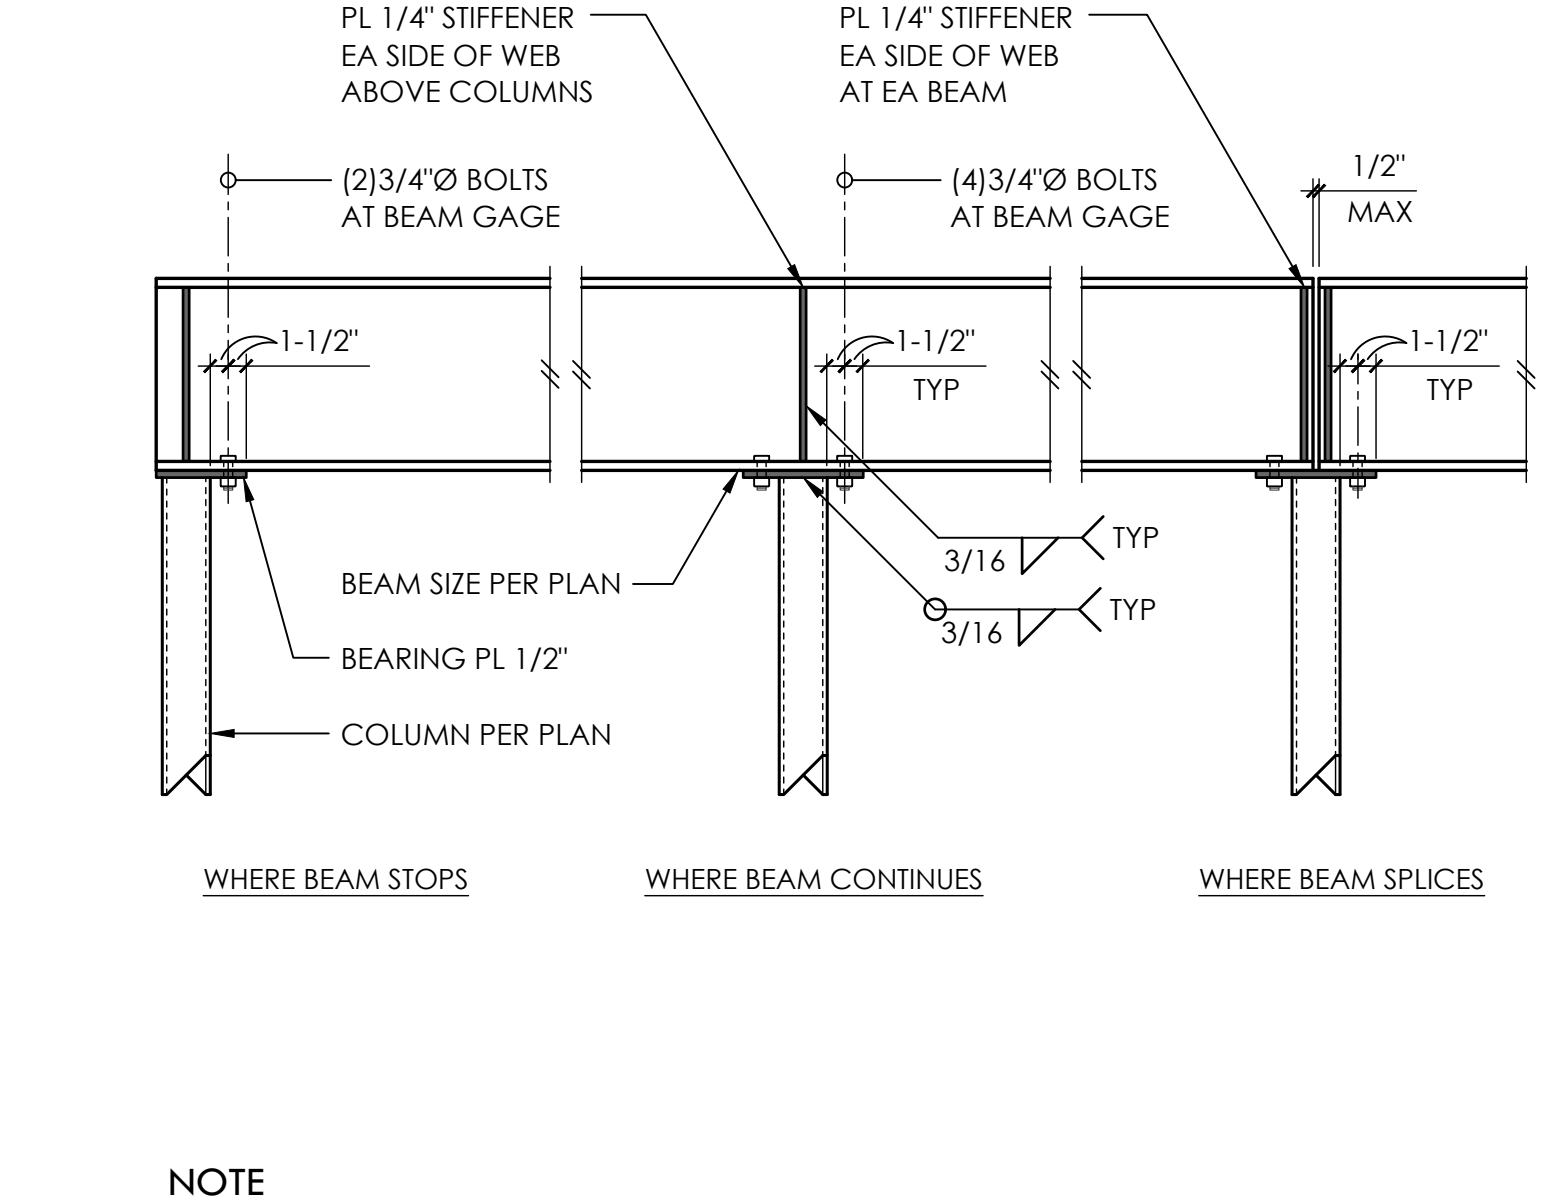 PL 1/4" STIFFENER
EA SIDE OF WEB
ABOVE COLUMNS
PL 1/4" STIFFENER
EA SIDE OF WEB
AT EA BEAM
(2)3/4"Ø BOLTS
AT BEAM GAGE
(4)3/4"Ø BOLTS
AT BEAM GAGE
1/2"
MAX
1-1/2"
1-1/2"
TYP
1-1/2"
TYP
3/16
TYP
3/16
TYP
BEAM SIZE PER PLAN
BEARING PL 1/2"
COLUMN PER PLAN
WHERE BEAM STOPS
WHERE BEAM CONTINUES
WHERE BEAM SPLICES
NOTE